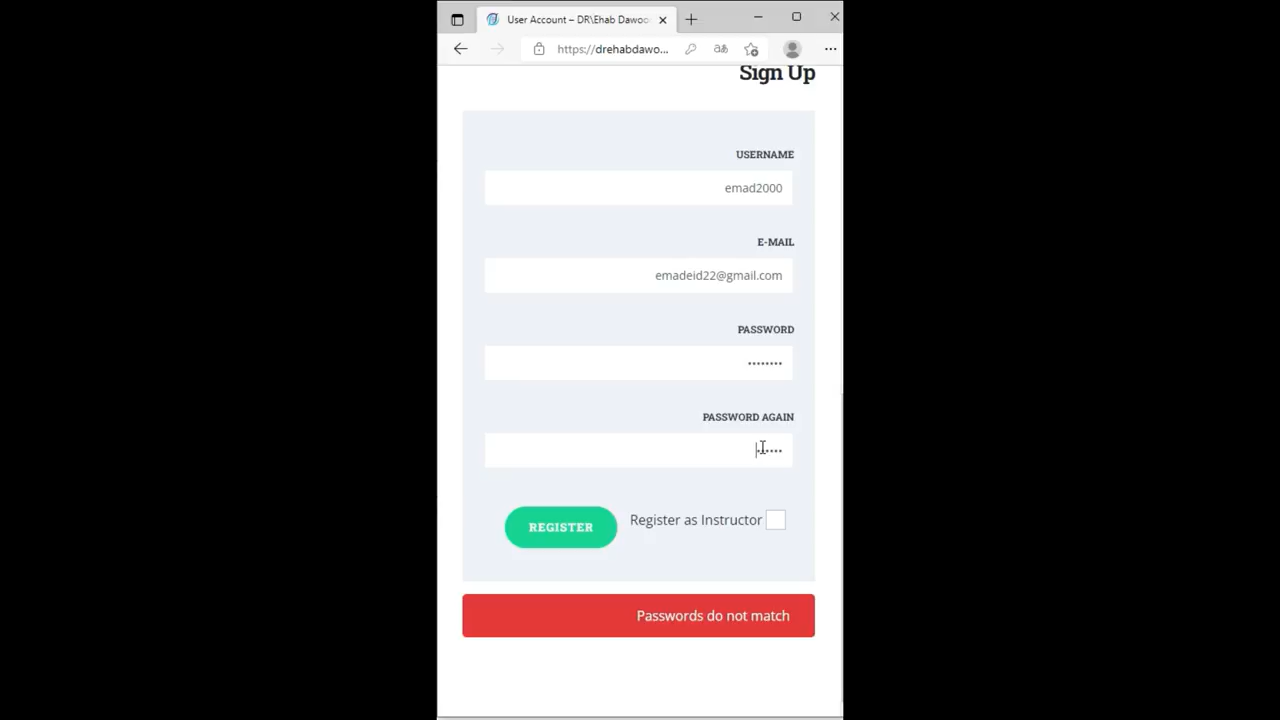 User Account – DR\Ehab Dawoo
https://drehabdawo...
Sign Up
USERNAME
emad2000
E-MAIL
emadeid22@gmail.com
PASSWORD
••••••••
PASSWORD AGAIN
REGISTER
Register as Instructor
Passwords do not match